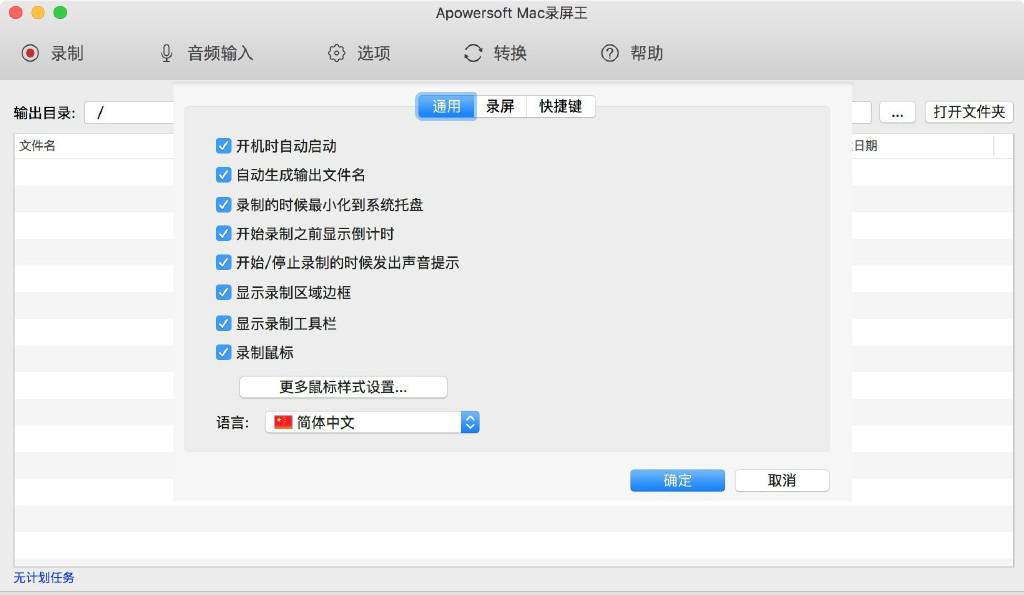 Apowersoft Mac录屏王
录制 音频输入 选项 转换 帮助
输出目录: / ... 打开文件夹
通用 录屏 快捷键
文件名 日期
开机时自动启动
自动生成输出文件名
录制的时候最小化到系统托盘
开始录制之前显示倒计时
开始/停止录制的时候发出声音提示
显示录制区域边框
显示录制工具栏
录制鼠标
更多鼠标样式设置...
语言: 简体中文
确定 取消
无计划任务